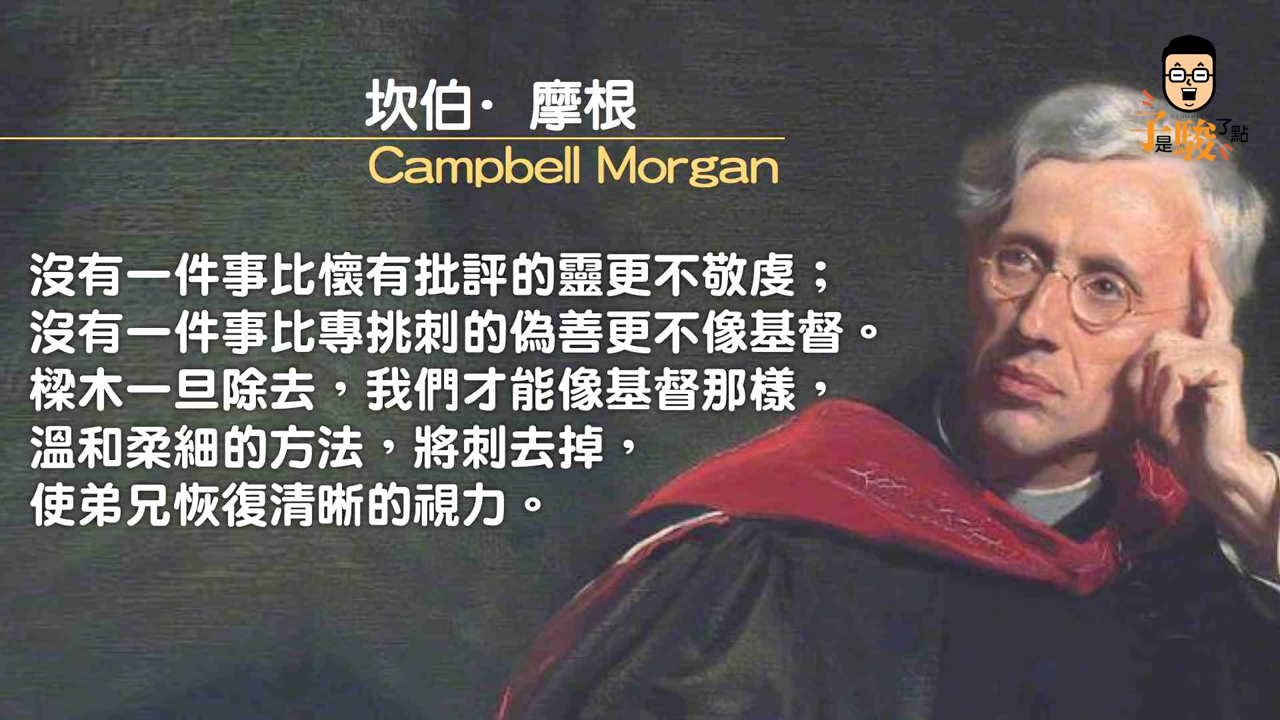 坎伯·摩根
Campbell Morgan
子是駿了點
沒有一件事比懷有批評的靈更不敬虔；
沒有一件事比專挑刺的偽善更不像基督。
樑木一旦除去，我們才能像基督那樣，
溫和柔細的方法，將刺去掉，
使弟兄恢復清晰的視力。